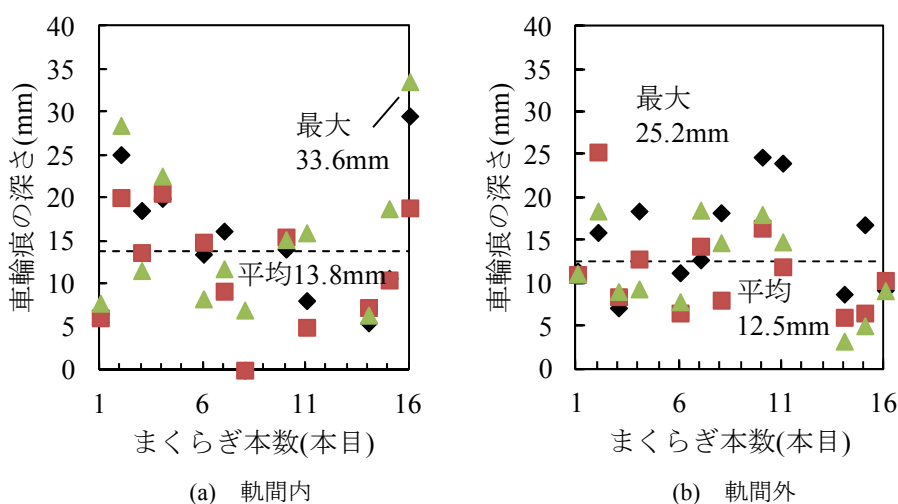 40
35
30
25
20
15
10
5
0
車輪痕の深さ(mm)
最大
33.6mm
平均13.8mm
1
6
11
16
まくらぎ本数(本目)
(a) 軌間内
40
35
30
25
20
15
10
5
0
車輪痕の深さ(mm)
最大
25.2mm
平均
12.5mm
1
6
11
16
まくらぎ本数(本目)
(b) 軌間外